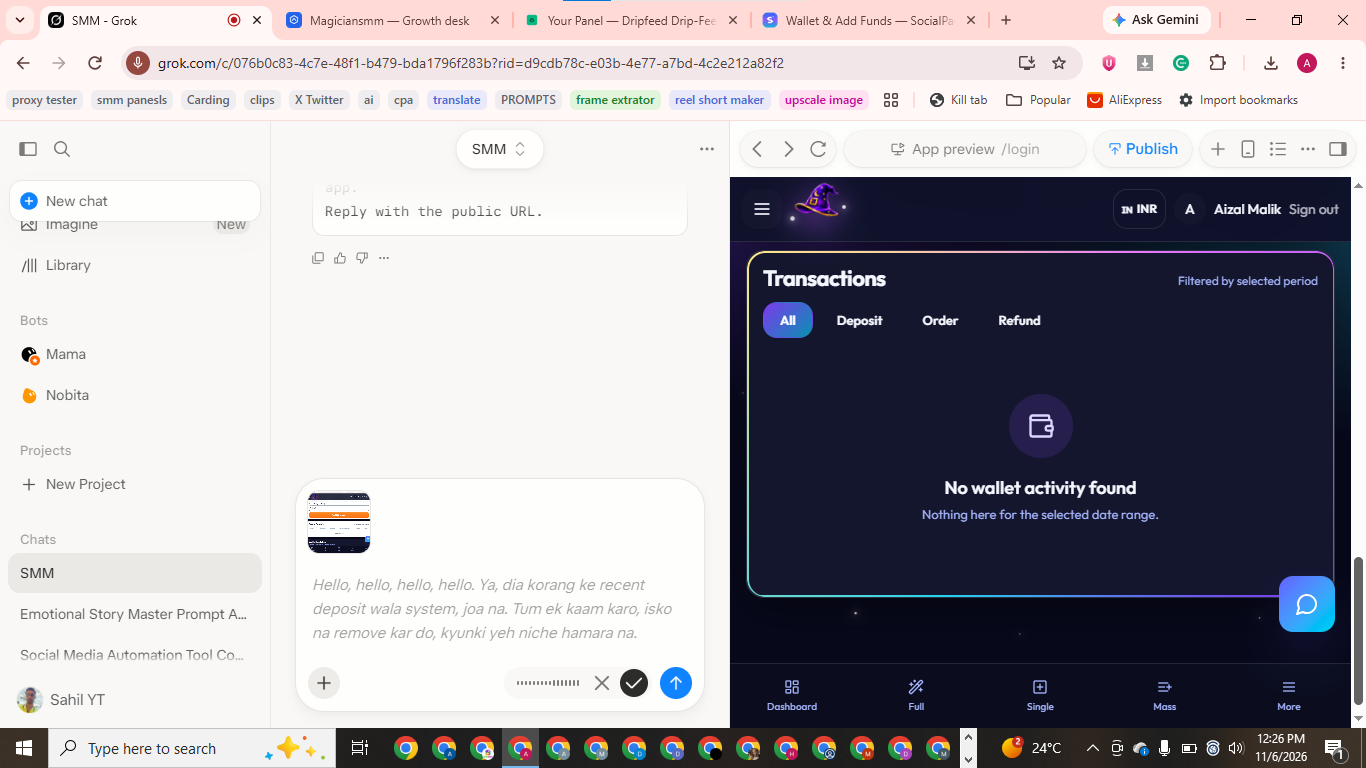 SMM - Grok
Magiciansmm — Growth desk
Your Panel — Dripfeed Drip-Fee
Wallet & Add Funds — SocialPa
Ask Gemini
grok.com/c/076b0c83-4c7e-48f1-b479-bda1796f283b?rid=d9cdb78c-e03b-4e77-a7bd-4c2e212a82f2
A
proxy tester
smm panesls
Carding
clips
X Twitter
ai
cpa
translate
PROMPTS
frame extrator
reel short maker
upscale image
Kill tab
Popular
AliExpress
Import bookmarks
New chat
Imagine
New
Library
Bots
Mama
Nobita
Projects
New Project
Chats
SMM
Emotional Story Master Prompt A...
Social Media Automation Tool Co...
Sahil YT
SMM
app.
Reply with the public URL.
Hello, hello, hello, hello. Ya, dia korang ke recent
deposit wala system, joa na. Tum ek kaam karo, isko
na remove kar do, kyunki yeh niche hamara na.
App preview /login
Publish
IN INR
A
Aizal Malik
Sign out
Transactions
Filtered by selected period
All
Deposit
Order
Refund
No wallet activity found
Nothing here for the selected date range.
Dashboard
Full
Single
Mass
More
Type here to search
2
24°C
12:26 PM
11/6/2026
1